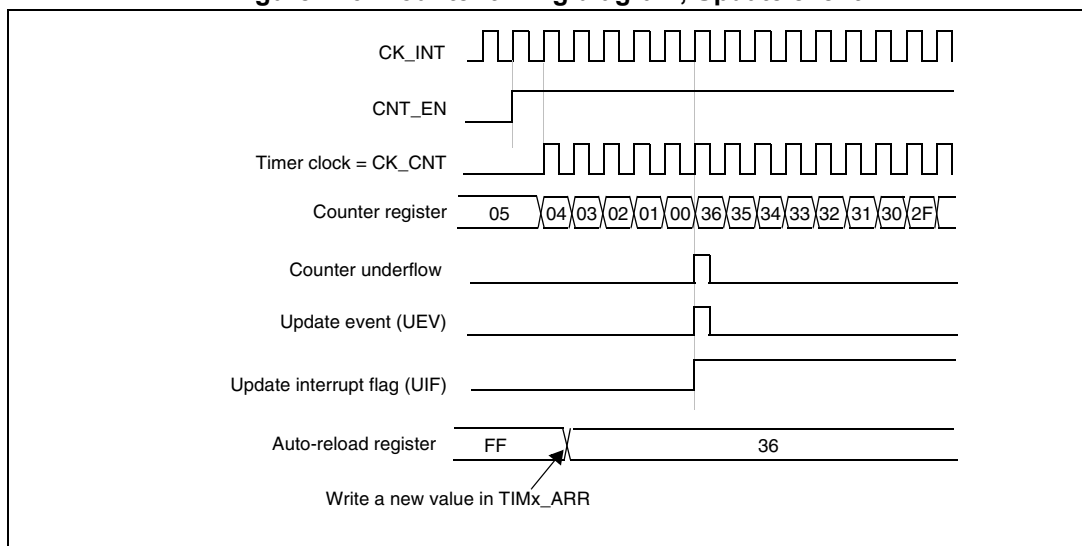 CK_INT
CNT_EN
Timer clock = CK_CNT
Counter register 05 04 03 02 01 00 36 35 34 33 32 31 30 2F
Counter underflow
Update event (UEV)
Update interrupt flag (UIF)
Auto-reload register FF 36
Write a new value in TIMx_ARR